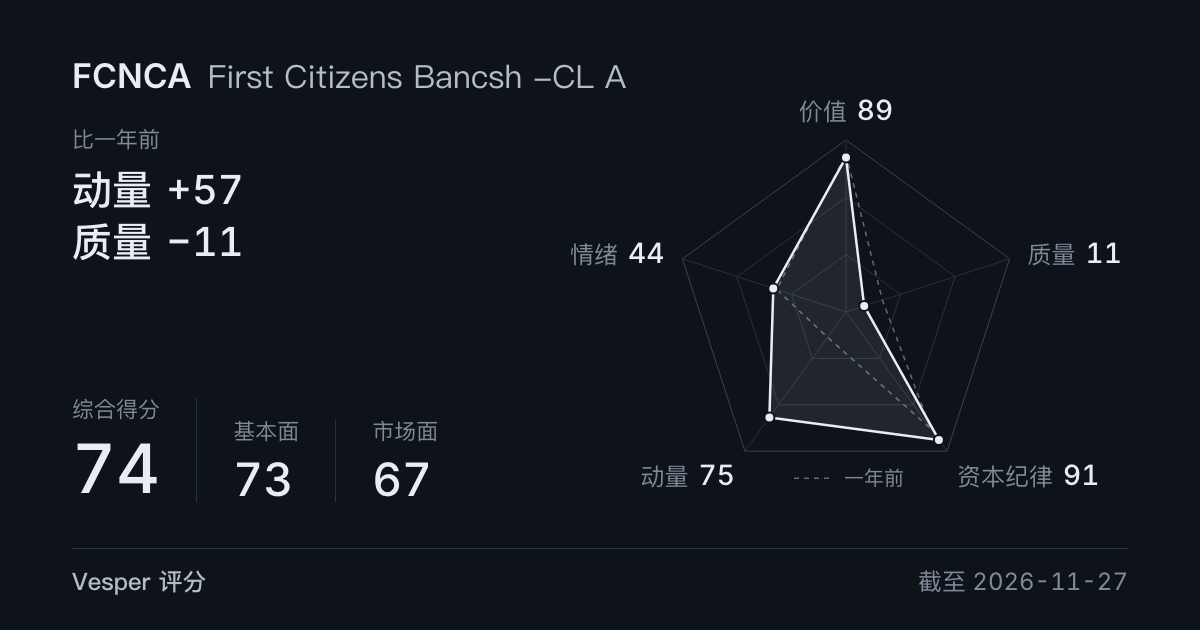 FCNCA First Citizens Bancsh –CL A
比一年前
动量 +57
质量 −11
综合得分
74
基本面
73
市场面
67
价值 89
情绪 44
质量 11
动量 75
一年前
资本纪律 91
Vesper 评分
截至 2026-11-27